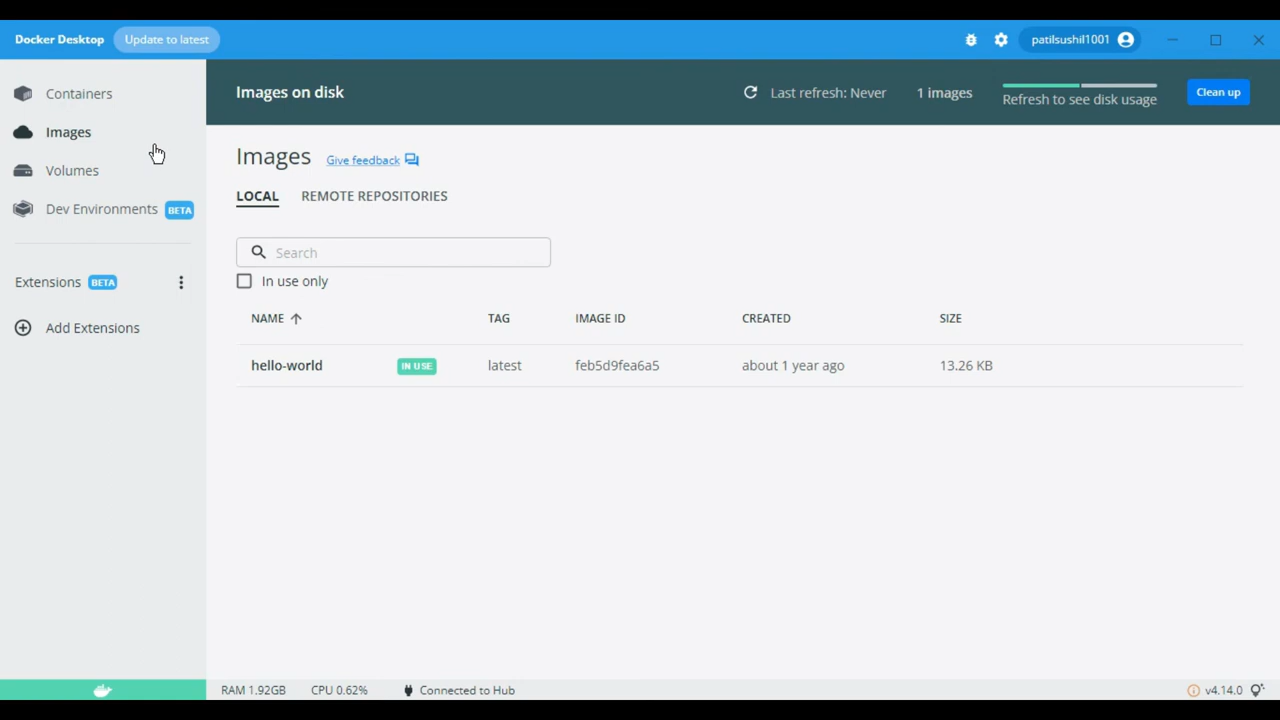 Docker Desktop Update to latest patilsushil1001
Containers
Images
Volumes
Dev Environments BETA
Extensions BETA
Add Extensions
Images on disk Last refresh: Never 1 images Refresh to see disk usage Clean up
Images Give feedback
LOCAL REMOTE REPOSITORIES
Search
In use only
NAME TAG IMAGE ID CREATED SIZE
hello-world IN USE latest feb5d9fea6a5 about 1 year ago 13.26 KB
RAM 1.92GB CPU 0.62% Connected to Hub v4.14.0